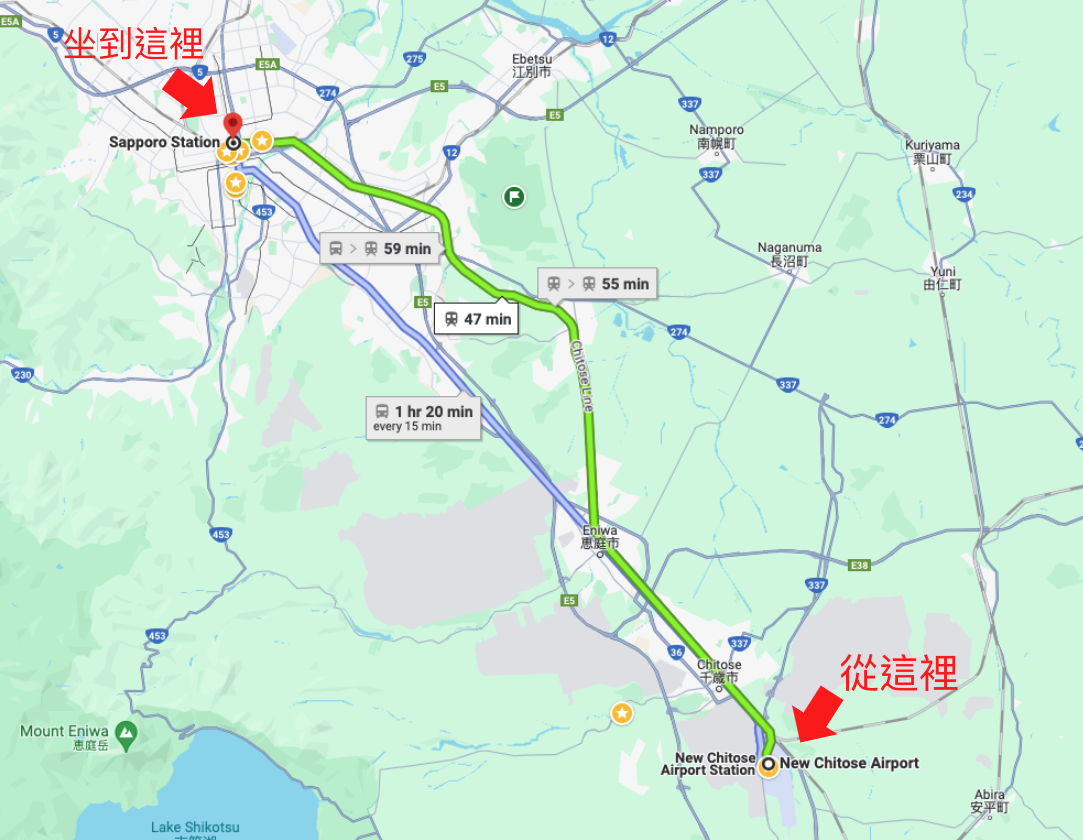 E5A
5
坐到這裡
5
E5A
275
12
Ebetsu
江別市
274
E5
E5
337
Namporo
南幌町
Kuriyama
栗山町
Sapporo Station
12
337
234
453
59 min
Naganuma
長沼町
55 min
Yuni
由仁町
E5
47 min
274
Chitose Line
230
337
274
1 hr 20 min
every 15 min
453
Eniwa
恵庭市
E38
337
E5
453
36
337
Chitose
千歳市
從這裡
Mount Eniwa
恵庭岳
New Chitose
Airport Station
New Chitose Airport
Abira
安平町
Lake Shikotsu